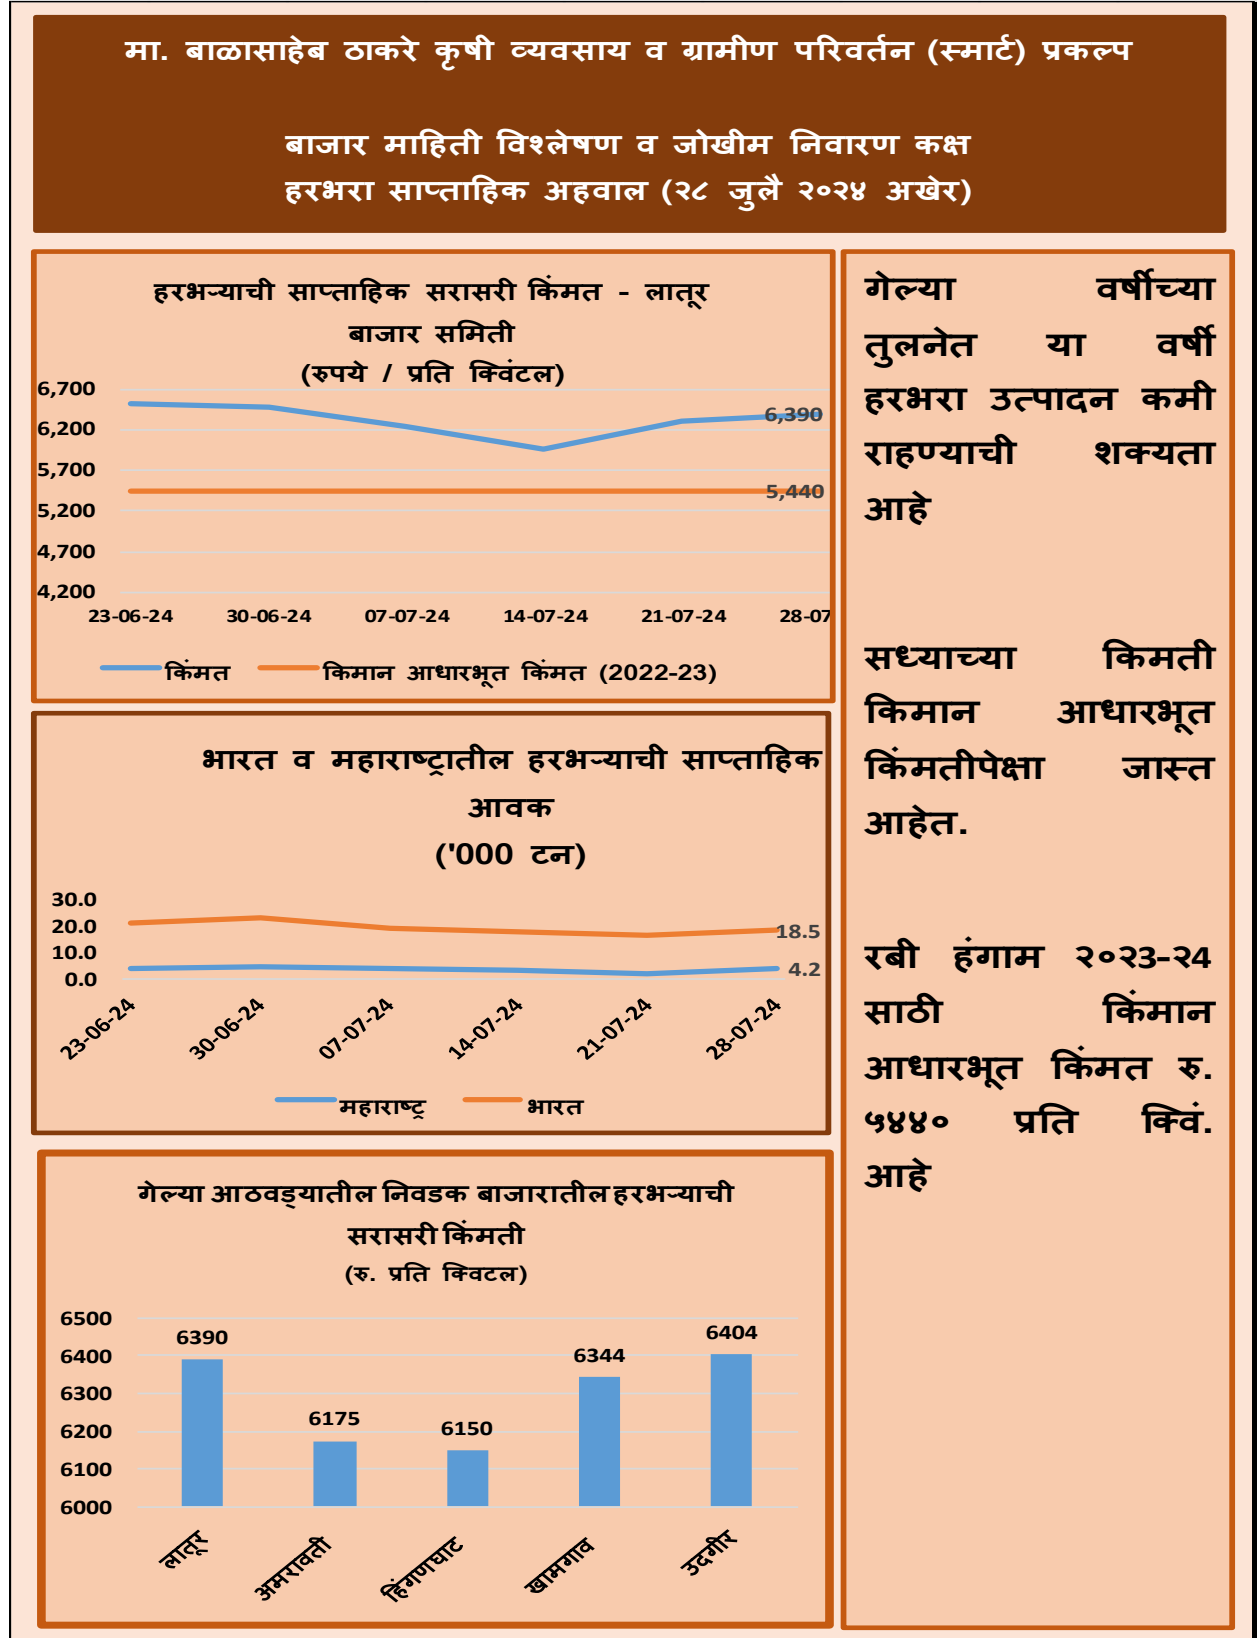 मा. बाळासाहेब ठाकरे कृषी व्यवसाय व ग्रामीण परिवर्तन (स्मार्ट) प्रकल्प
बाजार माहिती विश्लेषण व जोखीम निवारण कक्ष
हरभरा साप्ताहिक अहवाल (२८ जुलै २०२४ अखेर)
हरभऱ्याची साप्ताहिक सरासरी किंमत - लातूर
बाजार समिती
(रुपये / प्रति क्विंटल)
6,700
6,200
5,700
5,200
4,700
4,200
6,390
5,440
23-06-24 30-06-24 07-07-24 14-07-24 21-07-24 28-07
किंमत किमान आधारभूत किंमत (2022-23)
भारत व महाराष्ट्रातील हरभऱ्याची साप्ताहिक
आवक
('000 टन)
30.0
20.0
10.0
0.0
18.5
4.2
23-06-24 30-06-24 07-07-24 14-07-24 21-07-24 28-07-24
महाराष्ट्र भारत
गेल्या आठवड्यातील निवडक बाजारातील हरभऱ्याची
सरासरी किंमती
(रु. प्रति क्विटल)
6500
6400
6300
6200
6100
6000
6390 6175 6150 6344 6404
लातूर अमरावती हिंगणघाट खामगाव उदगीर
गेल्या वर्षीच्या
तुलनेत या वर्षी
हरभरा उत्पादन कमी
राहण्याची शक्यता
आहे
सध्याच्या किमती
किमान आधारभूत
किंमतीपेक्षा जास्त
आहेत.
रबी हंगाम २०२3-२4
साठी किंमान
आधारभूत किंमत रु.
५४४० प्रति क्विं.
आहे